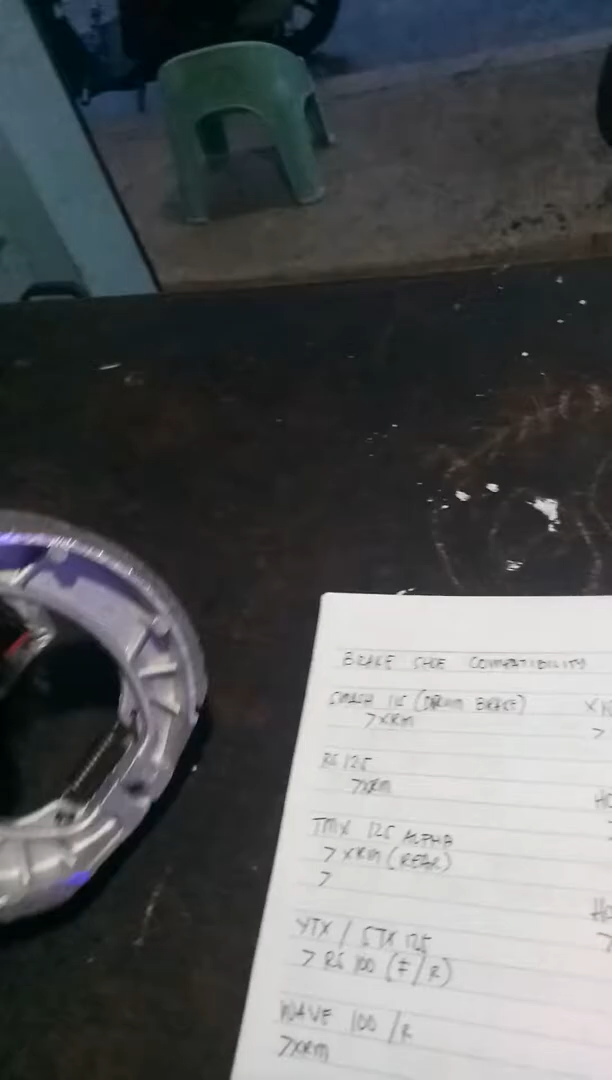 BRAKE SHOE COMPATIBILITY
SMASH 115 (DRUM BRAKE)
>XRM
RS 125
>XRM
TMX 125 ALPHA
> XRM (REAR)
>
YTX / STX 125
> RS 100 (F/R)
WAVE 100 /R
>XRM